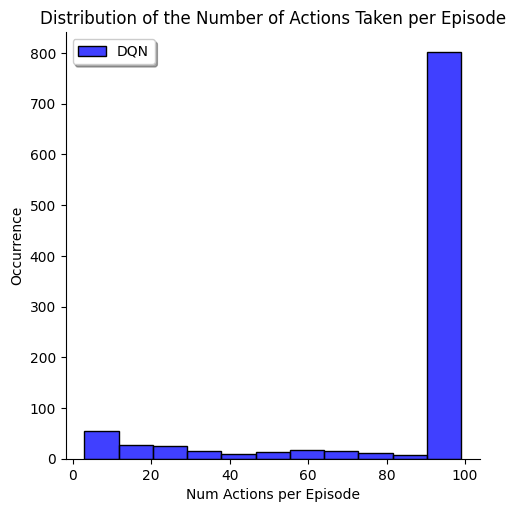 Distribution of the Number of Actions Taken per Episode
DQN
800
700
600
500
400
300
200
100
0
Occurrence
0 20 40 60 80 100
Num Actions per Episode